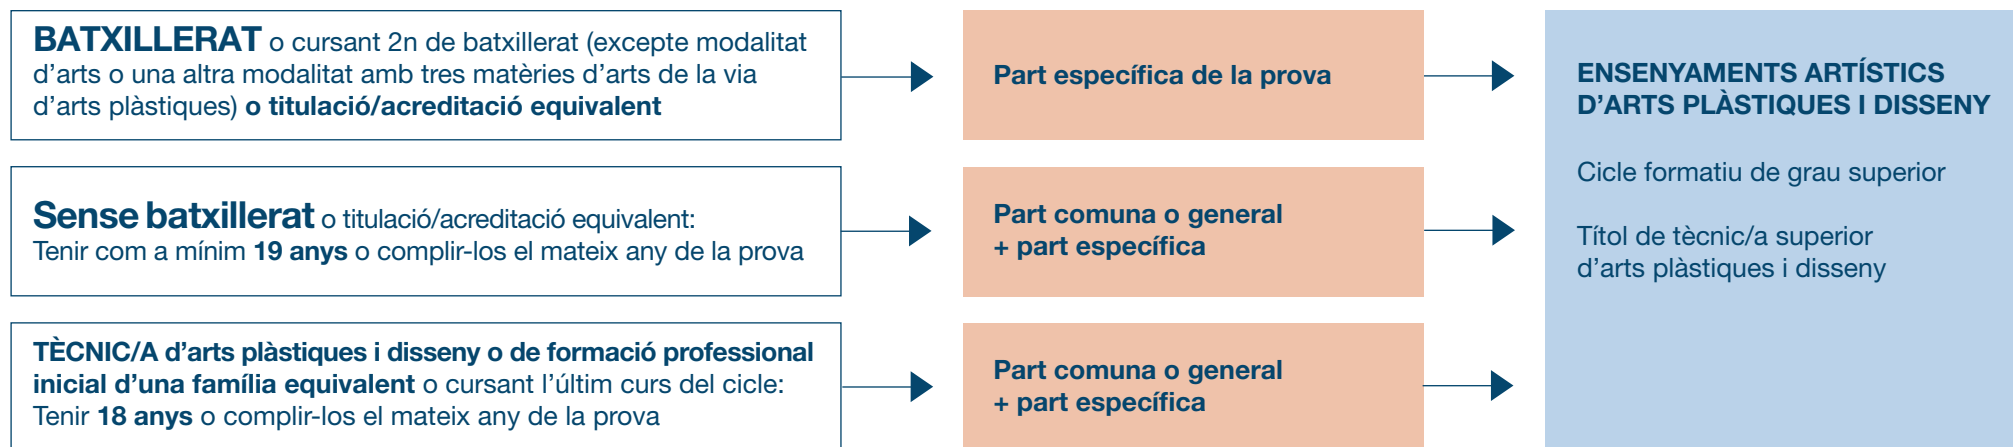 BATXILLERAT o cursant 2n de batxillerat (excepte modalitat
d'arts o una altra modalitat amb tres matèries d'arts de la via
d'arts plàstiques) o titulació/acreditació equivalent
Part específica de la prova
ENSENYAMENTS ARTÍSTICS
D'ARTS PLÀSTIQUES I DISSENY
Cicle formatiu de grau superior
Títol de tècnic/a superior
d'arts plàstiques i disseny
Sense batxillerat o titulació/acreditació equivalent:
Tenir com a mínim 19 anys o complir-los el mateix any de la prova
Part comuna o general
+ part específica
TÈCNIC/A d'arts plàstiques i disseny o de formació professional
inicial d'una família equivalent o cursant l'últim curs del cicle:
Tenir 18 anys o complir-los el mateix any de la prova
Part comuna o general
+ part específica